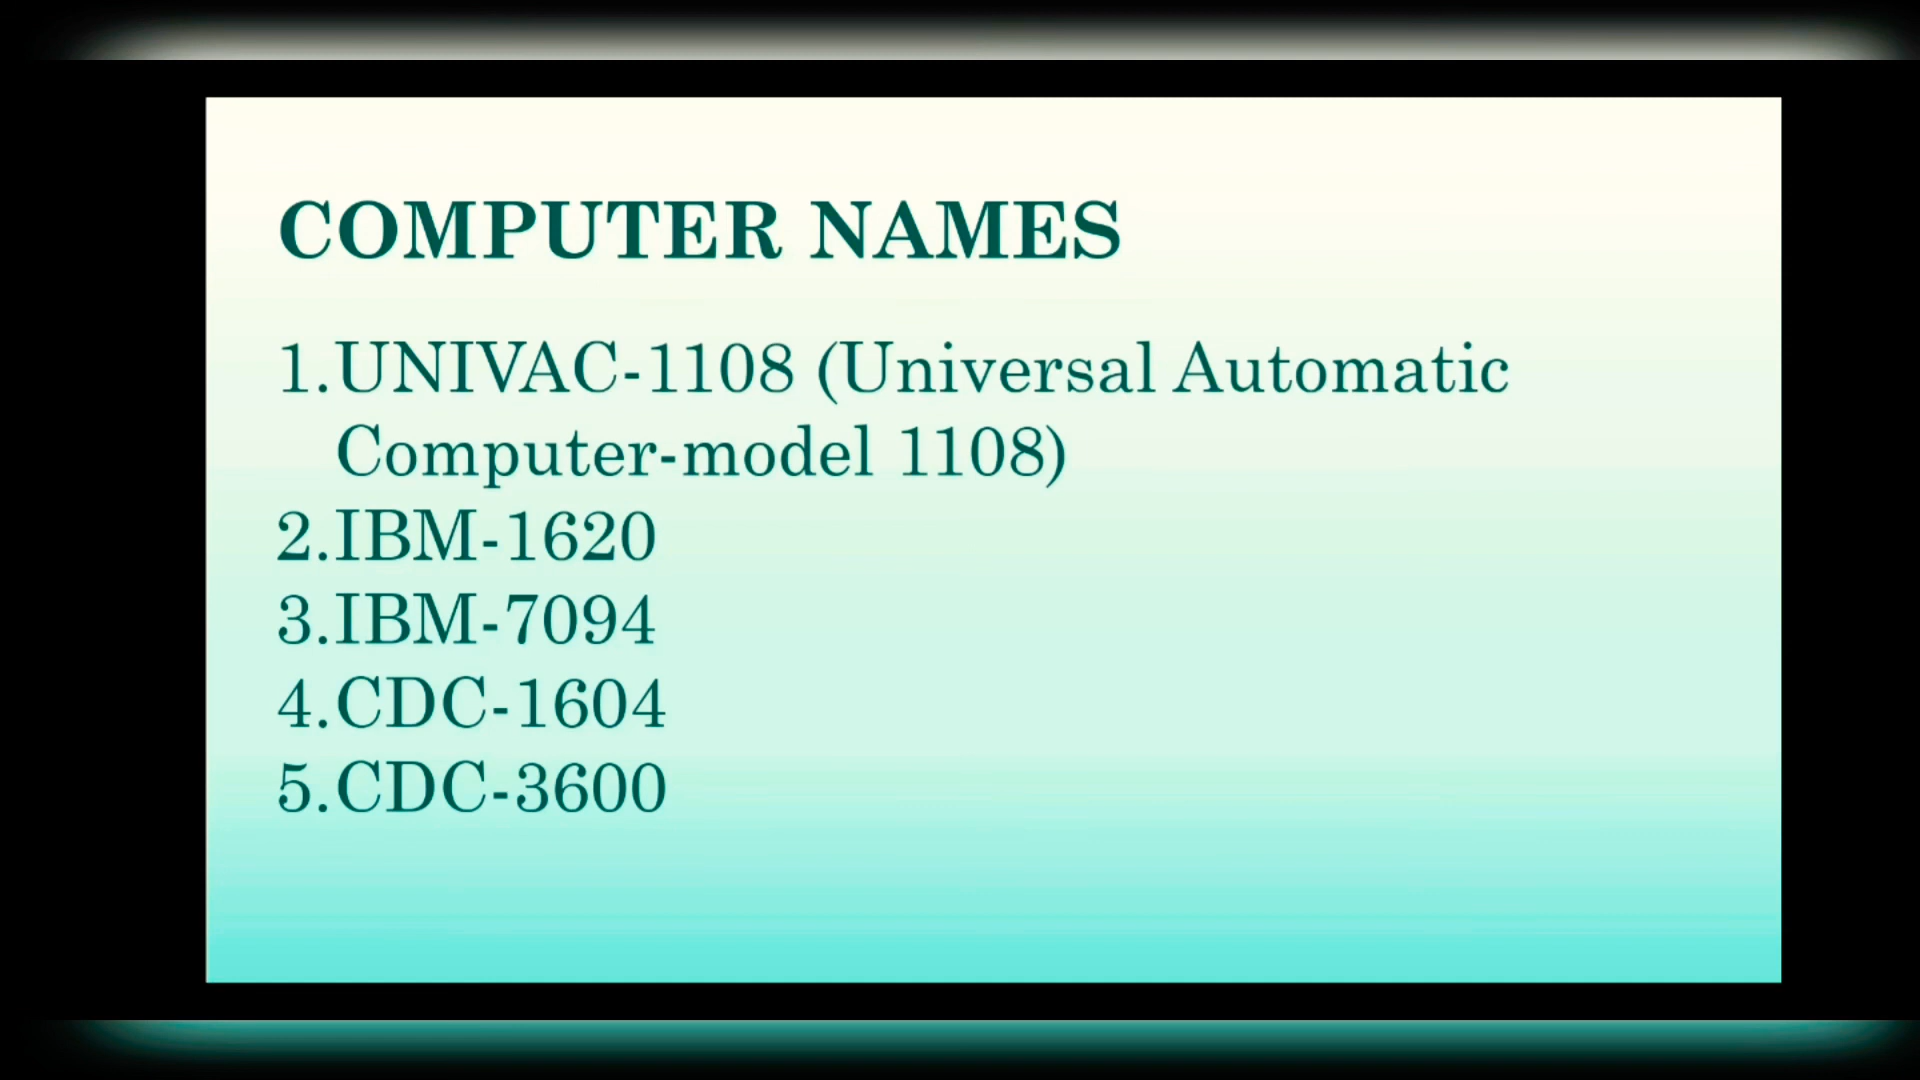 COMPUTER NAMES
1.UNIVAC-1108 (Universal Automatic
Computer-model 1108)
2.IBM-1620
3.IBM-7094
4.CDC-1604
5.CDC-3600